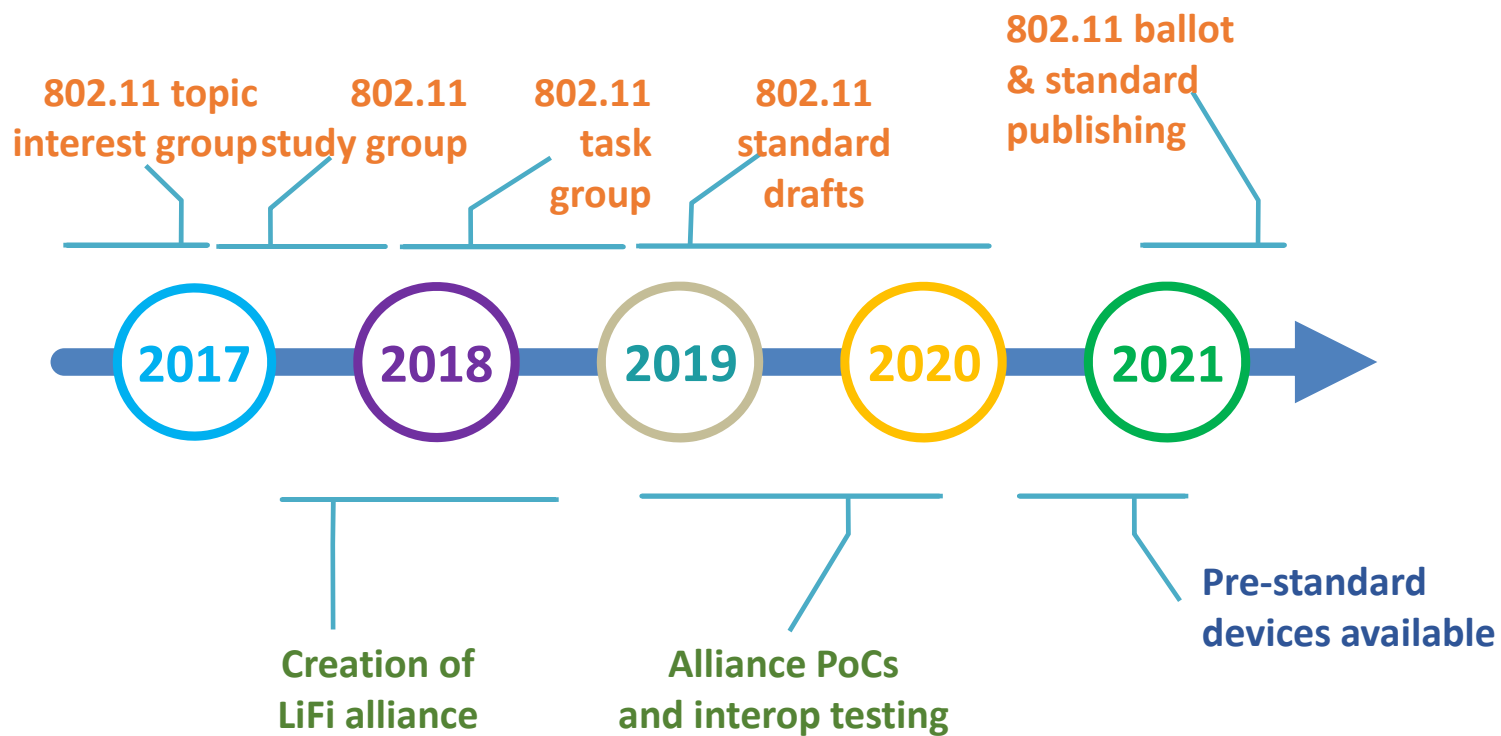 802.11 topic
interest group
802.11
study group
802.11
task
group
802.11
standard
drafts
802.11 ballot
& standard
publishing
2017
2018
2019
2020
2021
Creation of
LiFi alliance
Alliance PoCs
and interop testing
Pre-standard
devices available